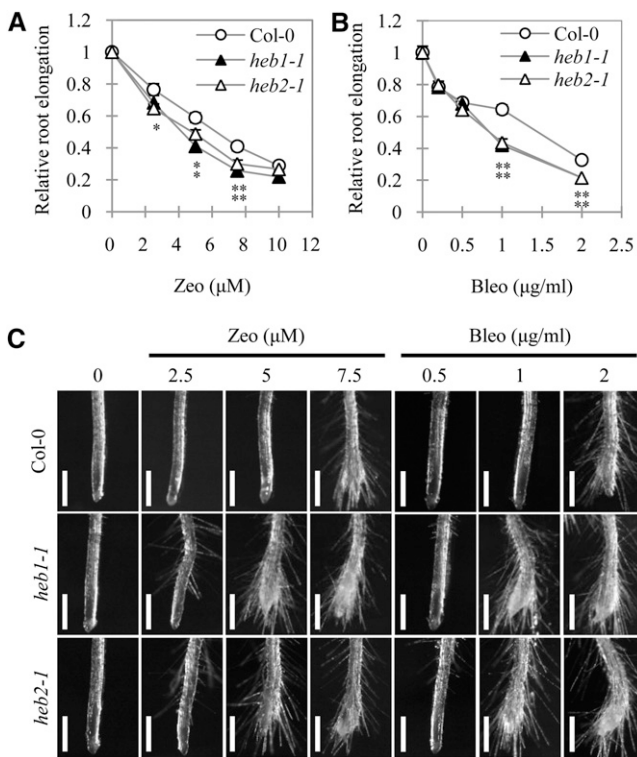 A
Relative root elongation
1.2
1
0.8
0.6
0.4
0.2
0
Col-0
heb1-1
heb2-1
*
*
*
**
**
0 2 4 6 8 10 12
Zeo (μM)
B
Relative root elongation
1.2
1
0.8
0.6
0.4
0.2
0
Col-0
heb1-1
heb2-1
**
**
**
**
0 0.5 1 1.5 2 2.5
Bleo (μg/ml)
C
Zeo (μM) Bleo (μg/ml)
0 2.5 5 7.5 0.5 1 2
Col-0
heb1-1
heb2-1